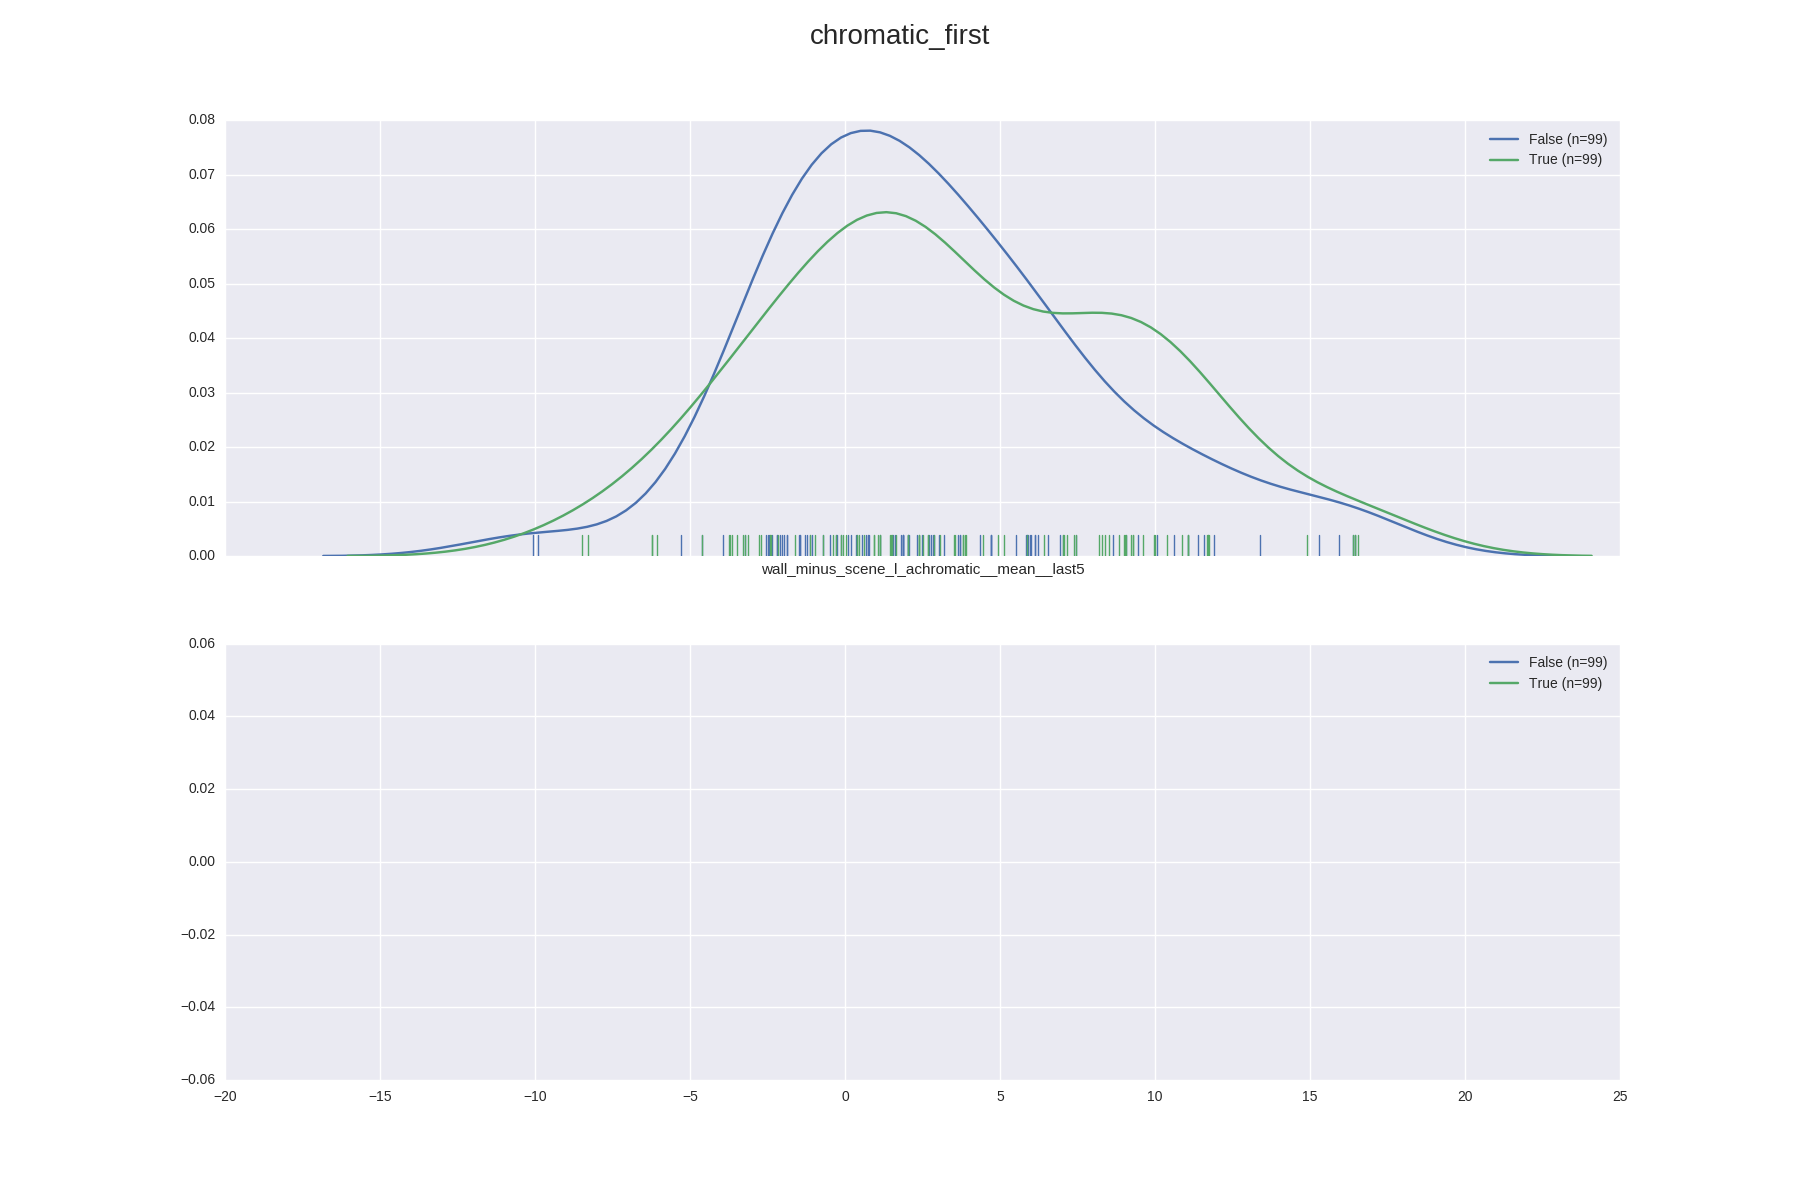 chromatic_first
0.08
0.07
0.06
0.05
0.04
0.03
0.02
0.01
0.00
False (n=99)
True (n=99)
wall_minus_scene_l_achromatic__mean__last5
0.06
0.04
0.02
0.00
−0.02
−0.04
−0.06
False (n=99)
True (n=99)
−20 −15 −10 −5 0 5 10 15 20 25